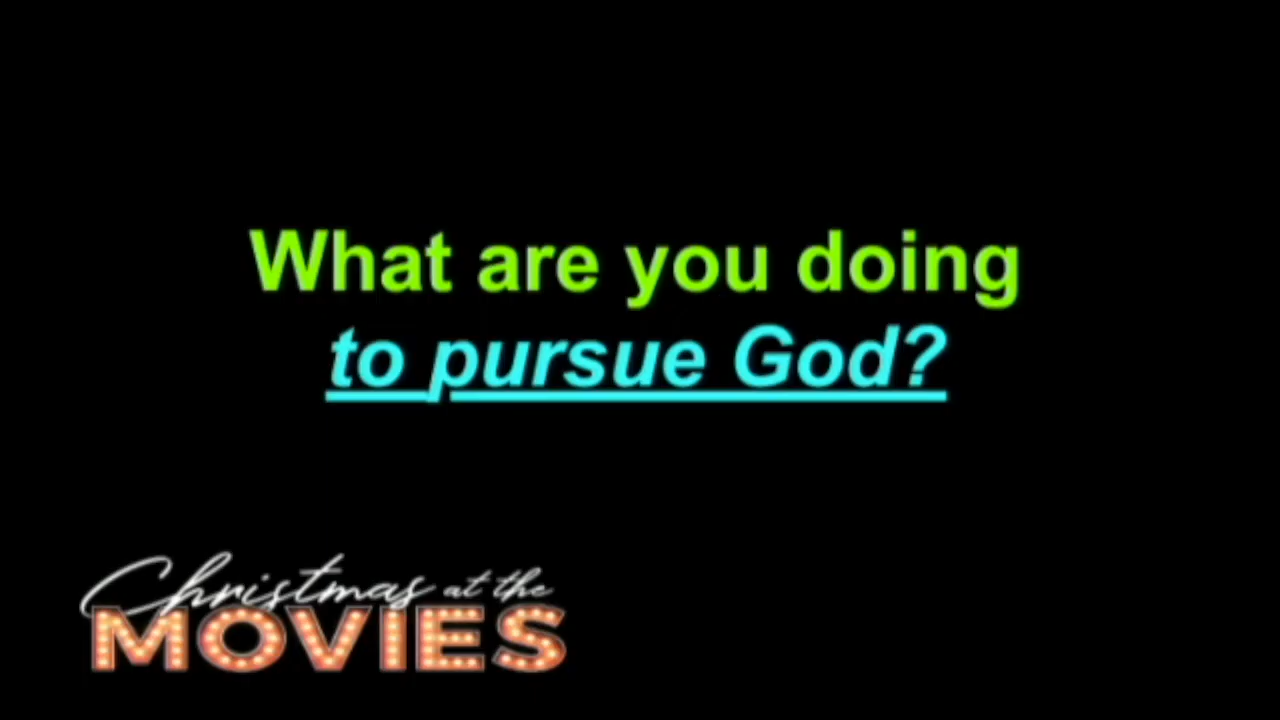 What are you doing
to pursue God?
Christmas at the
MOVIES